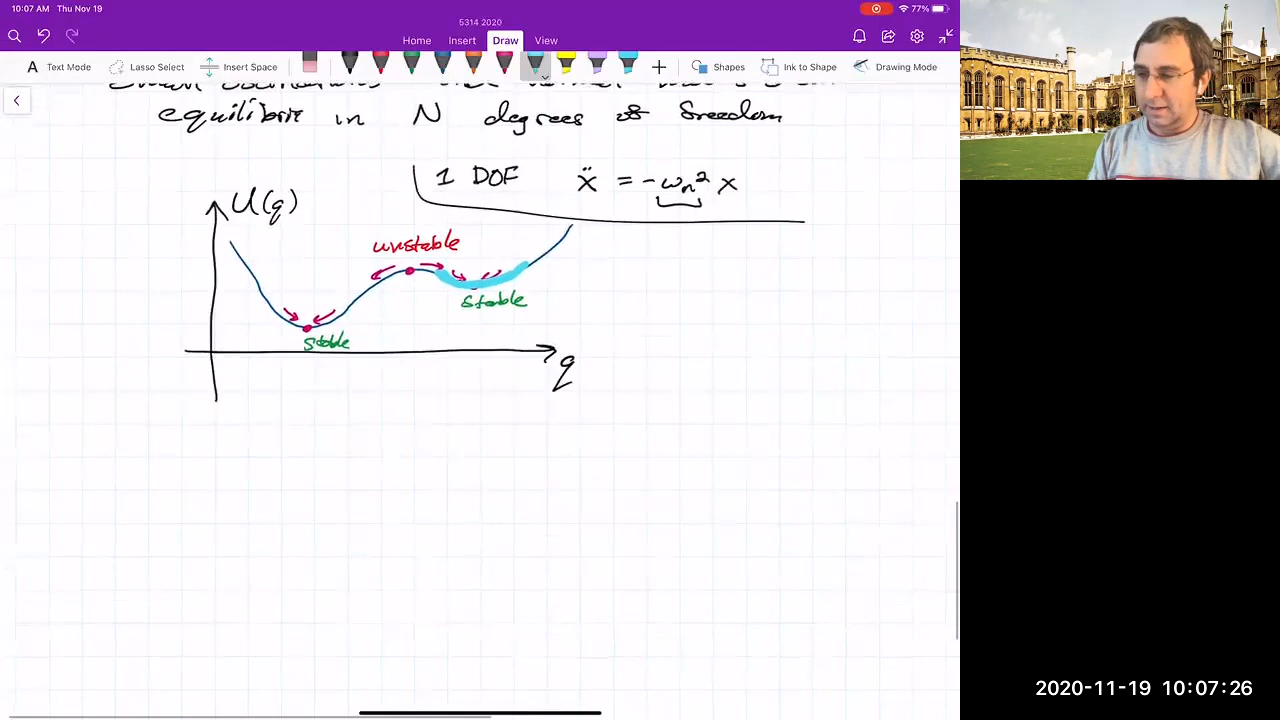 10:07 AM Thu Nov 19
77%
5314 2020
Home Insert Draw View
A Text Mode Lasso Select Insert Space Shapes Ink to Shape Drawing Mode
equilibria in N degrees of freedom
1 DOF ẍ = -ωn² x
U(q)
unstable
stable
stable
q
2020-11-19 10:07:26